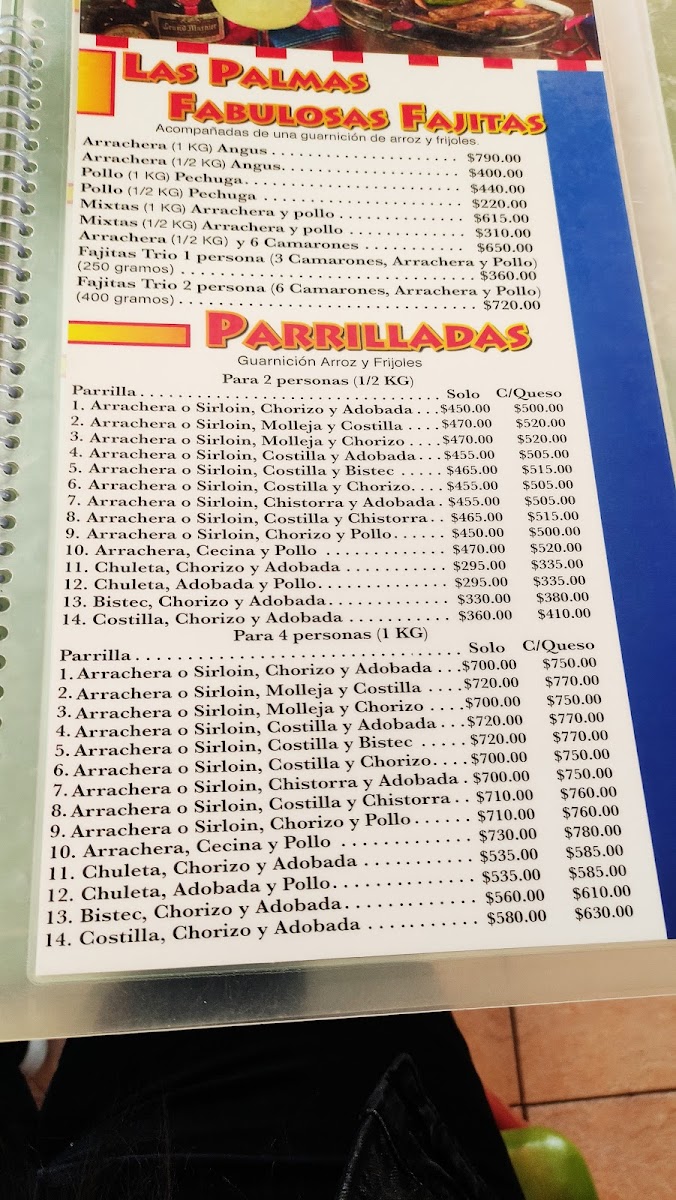 Grand Marnier
LAS PALMAS
FABULOSAS FAJITAS
Acompañadas de una guarnición de arroz y frijoles.
Arrachera (1 KG) Angus . . . . . . . . . . . . . . . . . . . . . . $790.00
Arrachera (1/2 KG) Angus. . . . . . . . . . . . . . . . . . . . . $400.00
Pollo (1 KG) Pechuga. . . . . . . . . . . . . . . . . . . . . . . . . $440.00
Pollo (1/2 KG) Pechuga . . . . . . . . . . . . . . . . . . . . . . . $220.00
Mixtas (1 KG) Arrachera y pollo . . . . . . . . . . . . . . . $615.00
Mixtas (1/2 KG) Arrachera y pollo . . . . . . . . . . . . . . $310.00
Arrachera (1/2 KG) y 6 Camarones . . . . . . . . . . . . $650.00
Fajitas Trio 1 persona (3 Camarones, Arrachera y Pollo)
(250 gramos) . . . . . . . . . . . . . . . . . . . . . . . . . . . . . . . . $360.00
Fajitas Trio 2 persona (6 Camarones, Arrachera y Pollo)
(400 gramos) . . . . . . . . . . . . . . . . . . . . . . . . . . . . . . . . $720.00
PARRILLADAS
Guarnición Arroz y Frijoles
Para 2 personas (1/2 KG)
Parrilla . . . . . . . . . . . . . . . . . . . . . . . . . . . . . . . . . . . Solo C/Queso
1. Arrachera o Sirloin, Chorizo y Adobada . . . $450.00 $500.00
2. Arrachera o Sirloin, Molleja y Costilla . . . . $470.00 $520.00
3. Arrachera o Sirloin, Molleja y Chorizo . . . . $470.00 $520.00
4. Arrachera o Sirloin, Costilla y Adobada . . . $455.00 $505.00
5. Arrachera o Sirloin, Costilla y Bistec . . . . . $465.00 $515.00
6. Arrachera o Sirloin, Costilla y Chorizo. . . . $455.00 $505.00
7. Arrachera o Sirloin, Chistorra y Adobada . $455.00 $505.00
8. Arrachera o Sirloin, Costilla y Chistorra . . $465.00 $515.00
9. Arrachera o Sirloin, Chorizo y Pollo . . . . . . $450.00 $500.00
10. Arrachera, Cecina y Pollo . . . . . . . . . . . . . $470.00 $520.00
11. Chuleta, Chorizo y Adobada . . . . . . . . . . . $295.00 $335.00
12. Chuleta, Adobada y Pollo. . . . . . . . . . . . . . $295.00 $335.00
13. Bistec, Chorizo y Adobada. . . . . . . . . . . . . $330.00 $380.00
14. Costilla, Chorizo y Adobada . . . . . . . . . . . $360.00 $410.00
Para 4 personas (1 KG)
Parrilla . . . . . . . . . . . . . . . . . . . . . . . . . . . . . . . . . . . Solo C/Queso
1. Arrachera o Sirloin, Chorizo y Adobada . . . $700.00 $750.00
2. Arrachera o Sirloin, Molleja y Costilla . . . . $720.00 $770.00
3. Arrachera o Sirloin, Molleja y Chorizo . . . . $700.00 $750.00
4. Arrachera o Sirloin, Costilla y Adobada . . . $720.00 $770.00
5. Arrachera o Sirloin, Costilla y Bistec . . . . . $720.00 $770.00
6. Arrachera o Sirloin, Costilla y Chorizo. . . . $700.00 $750.00
7. Arrachera o Sirloin, Chistorra y Adobada . $700.00 $750.00
8. Arrachera o Sirloin, Costilla y Chistorra . . $710.00 $760.00
9. Arrachera o Sirloin, Chorizo y Pollo . . . . . . $710.00 $760.00
10. Arrachera, Cecina y Pollo . . . . . . . . . . . . . $730.00 $780.00
11. Chuleta, Chorizo y Adobada . . . . . . . . . . . $535.00 $585.00
12. Chuleta, Adobada y Pollo. . . . . . . . . . . . . . $535.00 $585.00
13. Bistec, Chorizo y Adobada. . . . . . . . . . . . . $560.00 $610.00
14. Costilla, Chorizo y Adobada . . . . . . . . . . . $580.00 $630.00